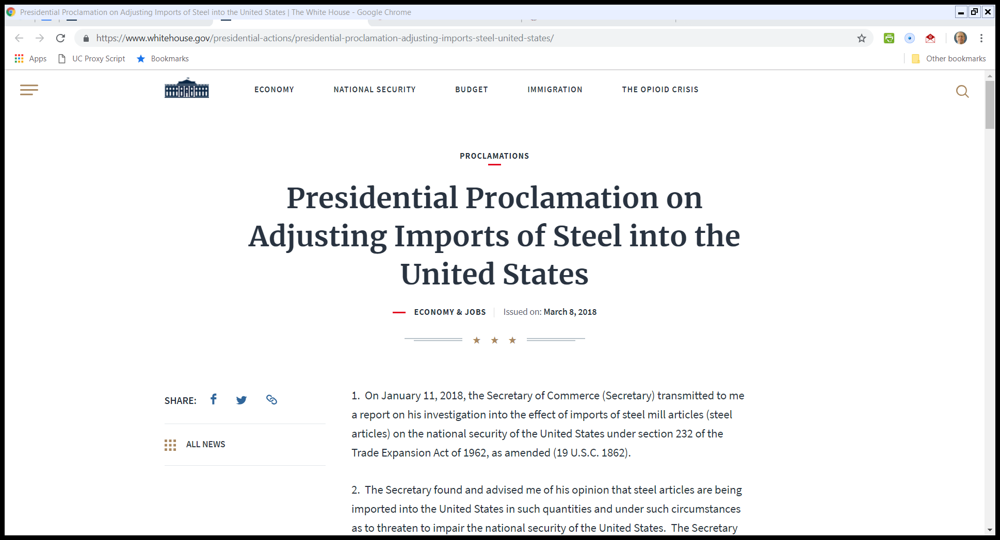 Presidential Proclamation on Adjusting Imports of Steel into the United States | The White House - Google Chrome
https://www.whitehouse.gov/presidential-actions/presidential-proclamation-adjusting-imports-steel-united-states/
Apps UC Proxy Script Bookmarks Other bookmarks
ECONOMY NATIONAL SECURITY BUDGET IMMIGRATION THE OPIOID CRISIS
PROCLAMATIONS
Presidential Proclamation on
Adjusting Imports of Steel into the
United States
ECONOMY & JOBS Issued on: March 8, 2018
SHARE:
ALL NEWS
1. On January 11, 2018, the Secretary of Commerce (Secretary) transmitted to me
a report on his investigation into the effect of imports of steel mill articles (steel
articles) on the national security of the United States under section 232 of the
Trade Expansion Act of 1962, as amended (19 U.S.C. 1862).
2. The Secretary found and advised me of his opinion that steel articles are being
imported into the United States in such quantities and under such circumstances
as to threaten to impair the national security of the United States. The Secretary